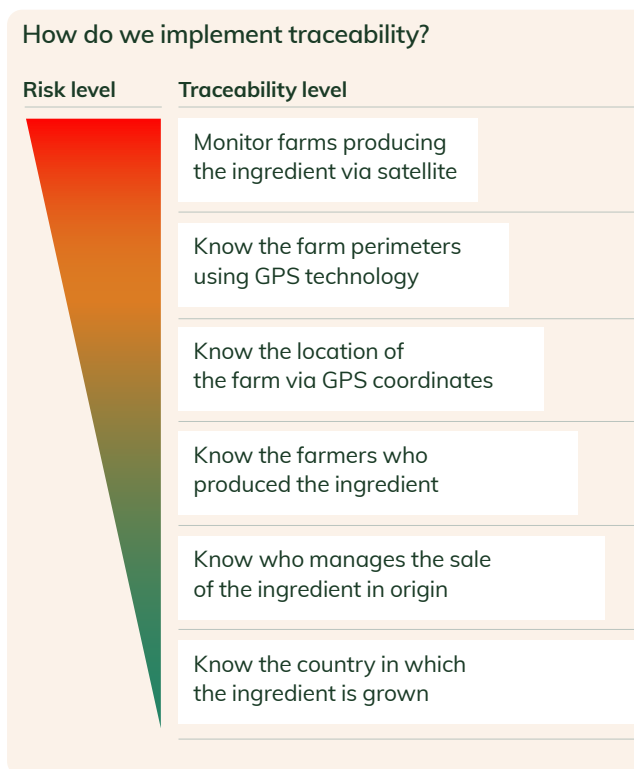 How do we implement traceability?
Risk level
Traceability level
Monitor farms producing
the ingredient via satellite
Know the farm perimeters
using GPS technology
Know the location of
the farm via GPS coordinates
Know the farmers who
produced the ingredient
Know who manages the sale
of the ingredient in origin
Know the country in which
the ingredient is grown